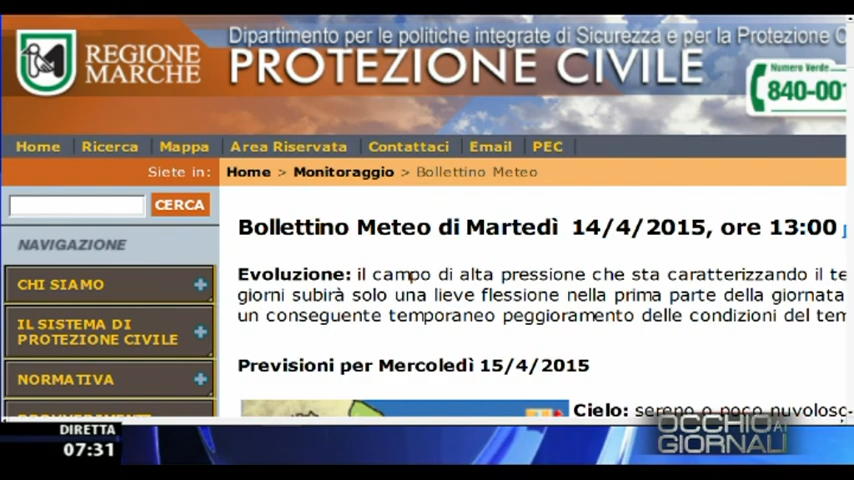 REGIONE
MARCHE
Dipartimento per le politiche integrate di Sicurezza e per la Protezione C
PROTEZIONE CIVILE
Numero Verde
840-001
Home Ricerca Mappa Area Riservata Contattaci Email PEC
Siete in: Home > Monitoraggio > Bollettino Meteo
CERCA
NAVIGAZIONE
CHI SIAMO
IL SISTEMA DI
PROTEZIONE CIVILE
NORMATIVA
Bollettino Meteo di Martedì 14/4/2015, ore 13:00
Evoluzione: il campo di alta pressione che sta caratterizzando il te
giorni subirà solo una lieve flessione nella prima parte della giornata
un conseguente temporaneo peggioramento delle condizioni del tem
Previsioni per Mercoledì 15/4/2015
Cielo: sereno o poco nuvoloso
DIRETTA
07:31
OCCHIO AI
GIORNALI